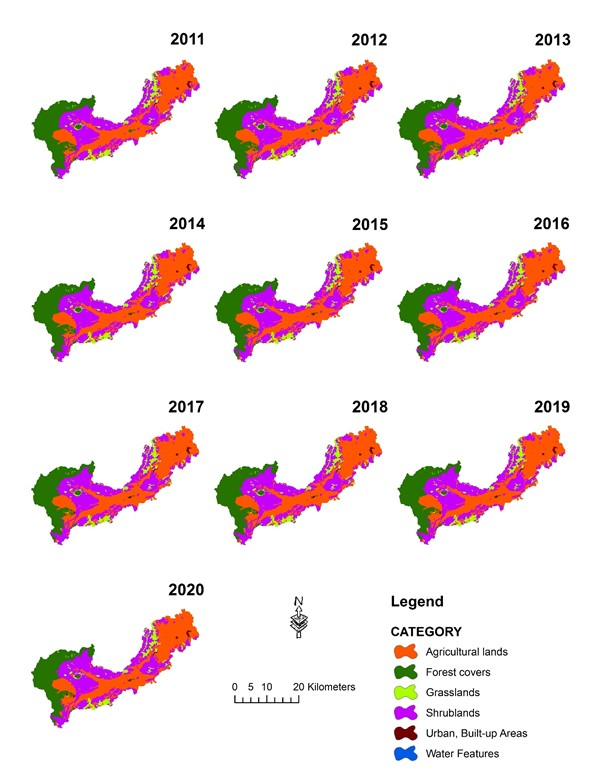 2011 2012 2013
2014 2015 2016
2017 2018 2019
2020
N
0 5 10 20 Kilometers
Legend
CATEGORY
Agricultural lands
Forest covers
Grasslands
Shrublands
Urban, Built-up Areas
Water Features